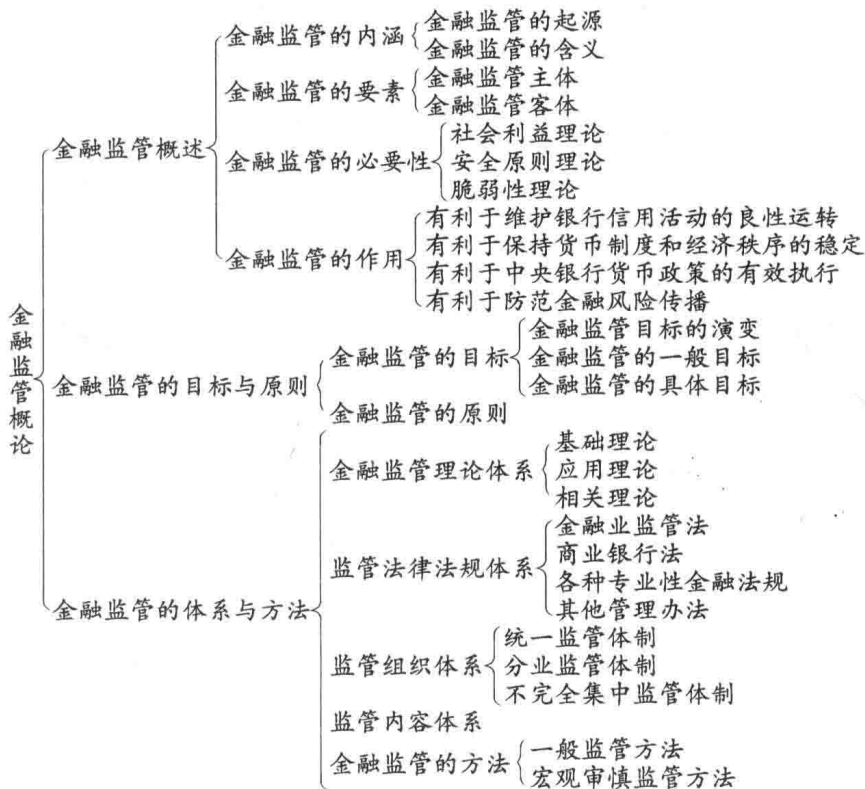 金融监管概论
金融监管概述
金融监管的内涵
金融监管的起源
金融监管的含义
金融监管的要素
金融监管主体
金融监管客体
金融监管的必要性
社会利益理论
安全原则理论
脆弱性理论
金融监管的作用
有利于维护银行信用活动的良性运转
有利于保持货币制度和经济秩序的稳定
有利于中央银行货币政策的有效执行
有利于防范金融风险传播
金融监管的目标与原则
金融监管的目标
金融监管目标的演变
金融监管的一般目标
金融监管的具体目标
金融监管的原则
金融监管的体系与方法
金融监管理论体系
基础理论
应用理论
相关理论
监管法律法规体系
金融业监管法
商业银行法
各种专业性金融法规
其他管理办法
监管组织体系
统一监管体制
分业监管体制
不完全集中监管体制
监管内容体系
金融监管的方法
一般监管方法
宏观审慎监管方法